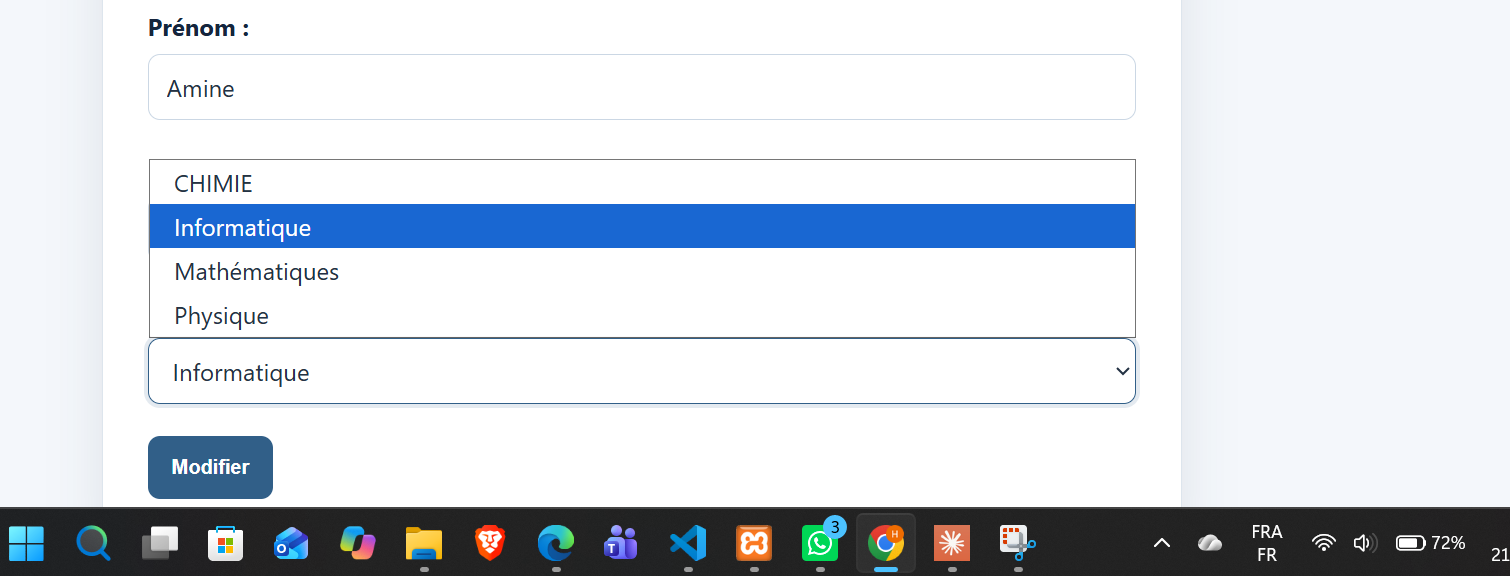 Prénom :
Amine
CHIMIE
Informatique
Mathématiques
Physique
Informatique
Modifier
3
H
FRA
FR
72%
21